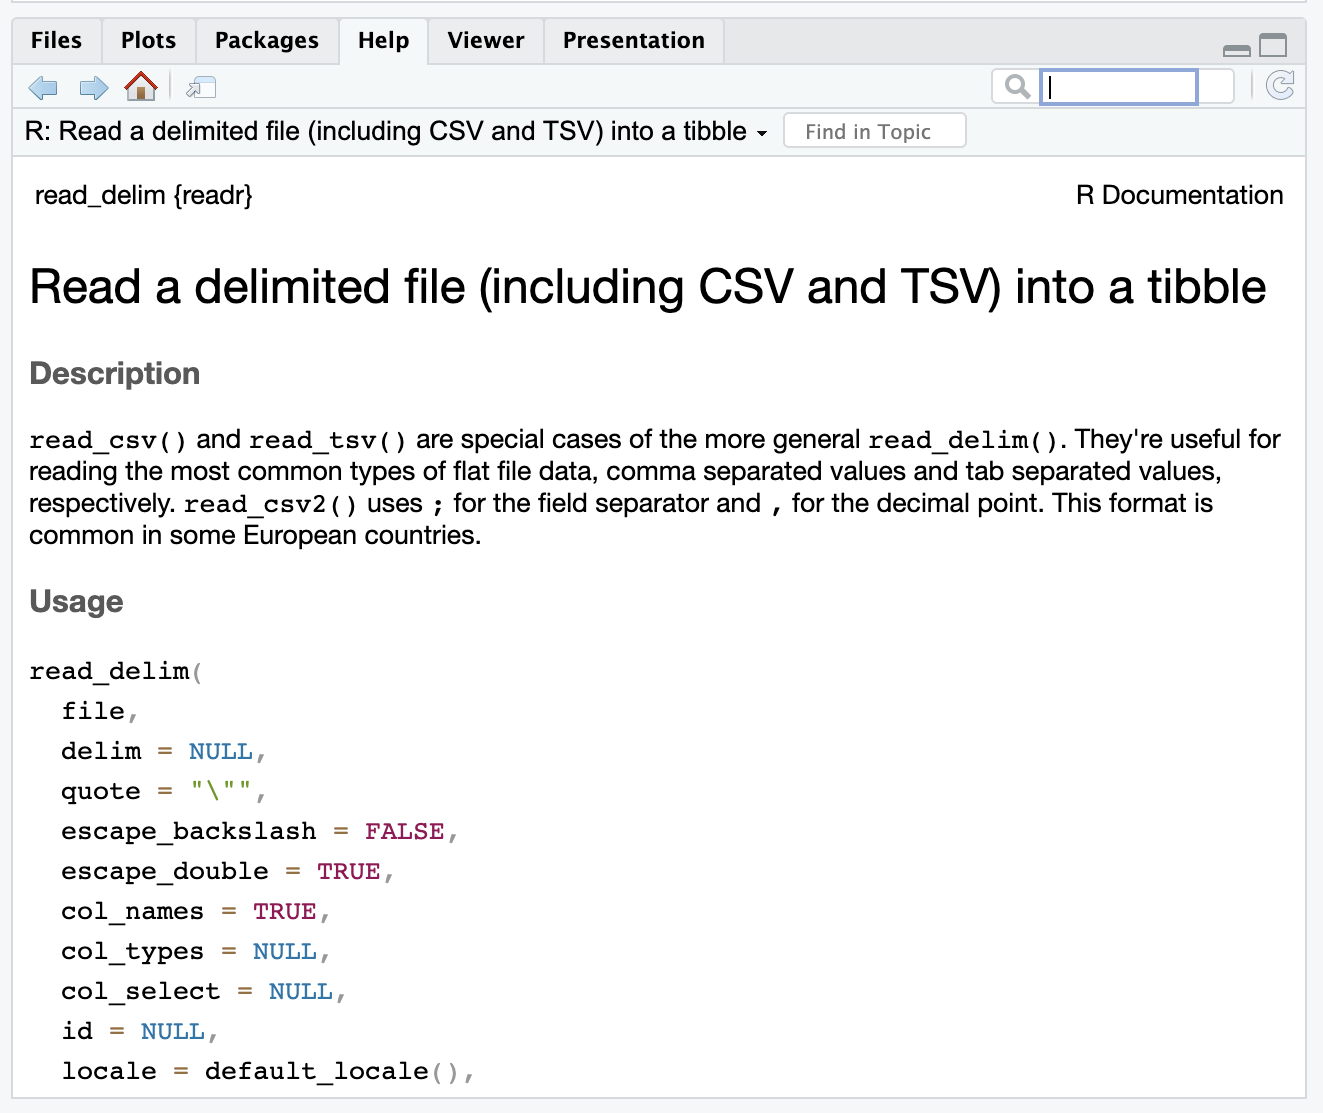 Files Plots Packages Help Viewer Presentation
R: Read a delimited file (including CSV and TSV) into a tibble Find in Topic
read_delim {readr} R Documentation
Read a delimited file (including CSV and TSV) into a tibble
Description
read_csv() and read_tsv() are special cases of the more general read_delim(). They're useful for
reading the most common types of flat file data, comma separated values and tab separated values,
respectively. read_csv2() uses ; for the field separator and , for the decimal point. This format is
common in some European countries.
Usage
read_delim(
  file,
  delim = NULL,
  quote = "\"",
  escape_backslash = FALSE,
  escape_double = TRUE,
  col_names = TRUE,
  col_types = NULL,
  col_select = NULL,
  id = NULL,
  locale = default_locale(),